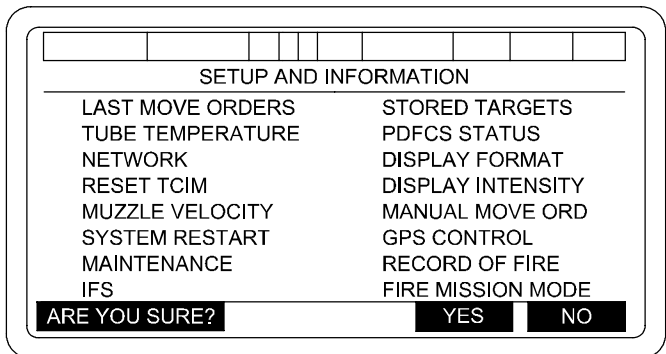 SETUP AND INFORMATION
LAST MOVE ORDERS STORED TARGETS
TUBE TEMPERATURE PDFCS STATUS
NETWORK DISPLAY FORMAT
RESET TCIM DISPLAY INTENSITY
MUZZLE VELOCITY MANUAL MOVE ORD
SYSTEM RESTART GPS CONTROL
MAINTENANCE RECORD OF FIRE
IFS FIRE MISSION MODE
ARE YOU SURE? YES NO